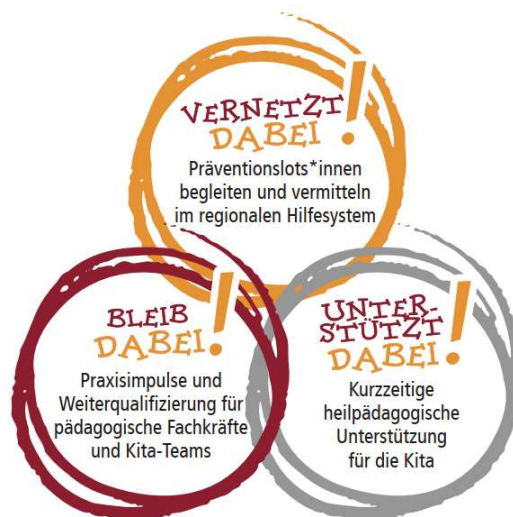 VERNETZT
DABEI!
Präventionslots*innen
begleiten und vermitteln
im regionalen Hilfesystem
BLEIB
DABEI!
Praxisimpulse und
Weiterqualifizierung für
pädagogische Fachkräfte
und Kita-Teams
UNTER-
STÜTZT
DABEI!
Kurzzeitige
heilpädagogische
Unterstützung
für die Kita